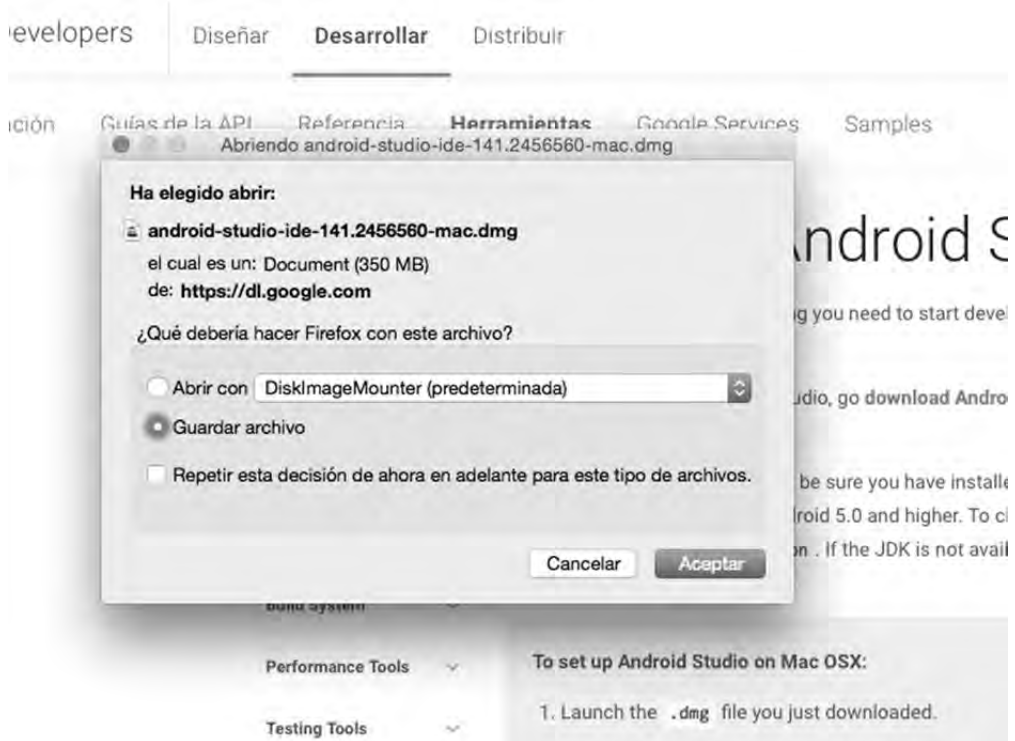 evelopers Diseñar Desarrollar Distribuir
ción Guías de la API Referencia Herramientas Google Services Samples
Abriendo android-studio-ide-141.2456560-mac.dmg
Ha elegido abrir:
android-studio-ide-141.2456560-mac.dmg
el cual es un: Document (350 MB)
de: https://dl.google.com
¿Qué debería hacer Firefox con este archivo?
Abrir con DiskImageMounter (predeterminada)
Guardar archivo
Repetir esta decisión de ahora en adelante para este tipo de archivos.
Cancelar Aceptar
ndroid S
g you need to start deve
udio, go download Andro
be sure you have installe
roid 5.0 and higher. To c
on . If the JDK is not avail
Build System
Performance Tools
Testing Tools
To set up Android Studio on Mac OSX:
1. Launch the .dmg file you just downloaded.